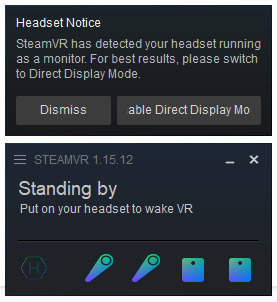 Headset Notice
SteamVR has detected your headset running
as a monitor. For best results, please switch
to Direct Display Mode.
Dismiss
able Direct Display Mo
STEAMVR 1.15.12
Standing by
Put on your headset to wake VR
H